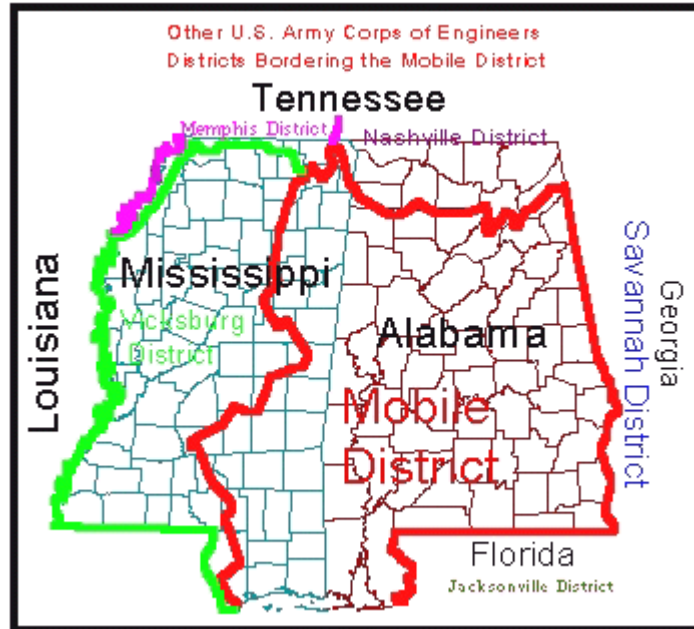 Other U.S. Army Corps of Engineers
Districts Bordering the Mobile District
Tennessee
Memphis District
Nashville District
Louisiana
Mississippi
Vicksburg
District
Alabama
Mobile
District
Savannah District
Georgia
Florida
Jacksonville District